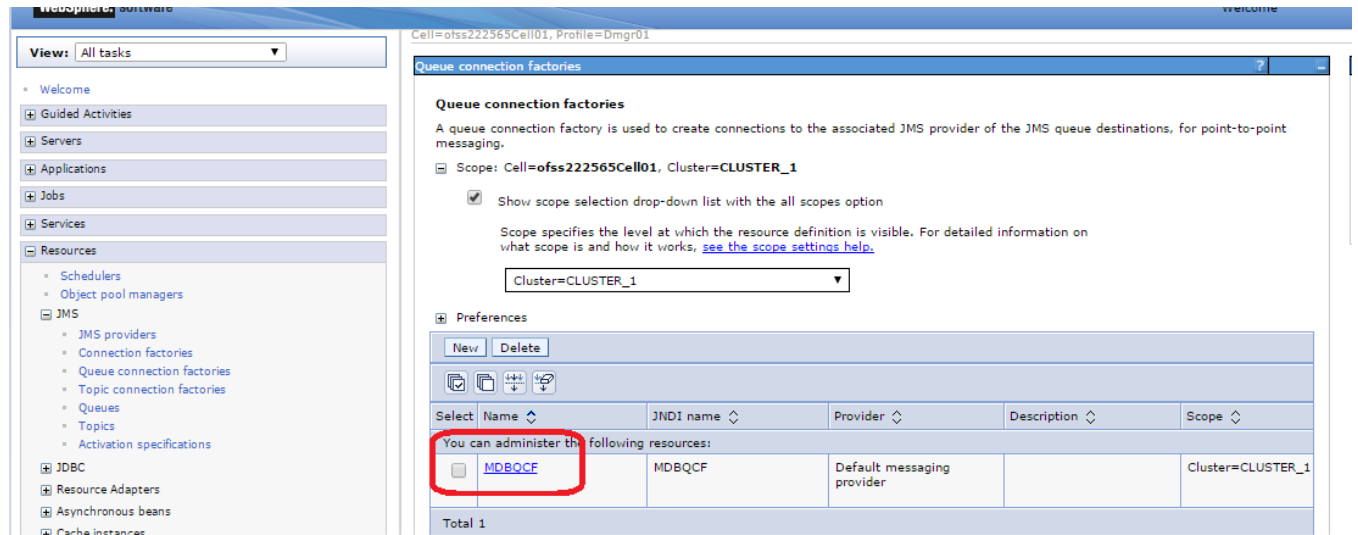 WebSphere. software
Welcome
View: All tasks
Welcome
Guided Activities
Servers
Applications
Jobs
Services
Resources
Schedulers
Object pool managers
JMS
JMS providers
Connection factories
Queue connection factories
Topic connection factories
Queues
Topics
Activation specifications
JDBC
Resource Adapters
Asynchronous beans
Cache instances
Cell=ofss222565Cell01, Profile=Dmgr01
Queue connection factories ? –
Queue connection factories
A queue connection factory is used to create connections to the associated JMS provider of the JMS queue destinations, for point-to-point
messaging.
Scope: Cell=ofss222565Cell01, Cluster=CLUSTER_1
Show scope selection drop-down list with the all scopes option
Scope specifies the level at which the resource definition is visible. For detailed information on
what scope is and how it works, see the scope settings help.
Cluster=CLUSTER_1
Preferences
New Delete
Select Name JNDI name Provider Description Scope
You can administer the following resources:
MDBQCF MDBQCF Default messaging Cluster=CLUSTER_1
provider
Total 1